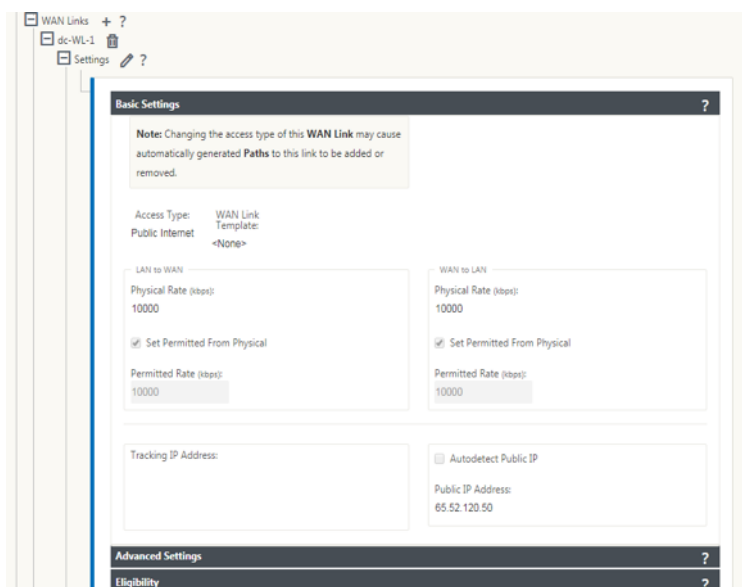 WAN Links + ?
dc-WL-1
Settings ?
Basic Settings ?
Note: Changing the access type of this WAN Link may cause
automatically generated Paths to this link to be added or
removed.
Access Type: WAN Link
Template:
Public Internet
<None>
LAN to WAN
Physical Rate (kbps):
10000
Set Permitted From Physical
Permitted Rate (kbps):
10000
WAN to LAN
Physical Rate (kbps):
10000
Set Permitted From Physical
Permitted Rate (kbps):
10000
Tracking IP Address:
Autodetect Public IP
Public IP Address:
65.52.120.50
Advanced Settings ?
Eligibility ?